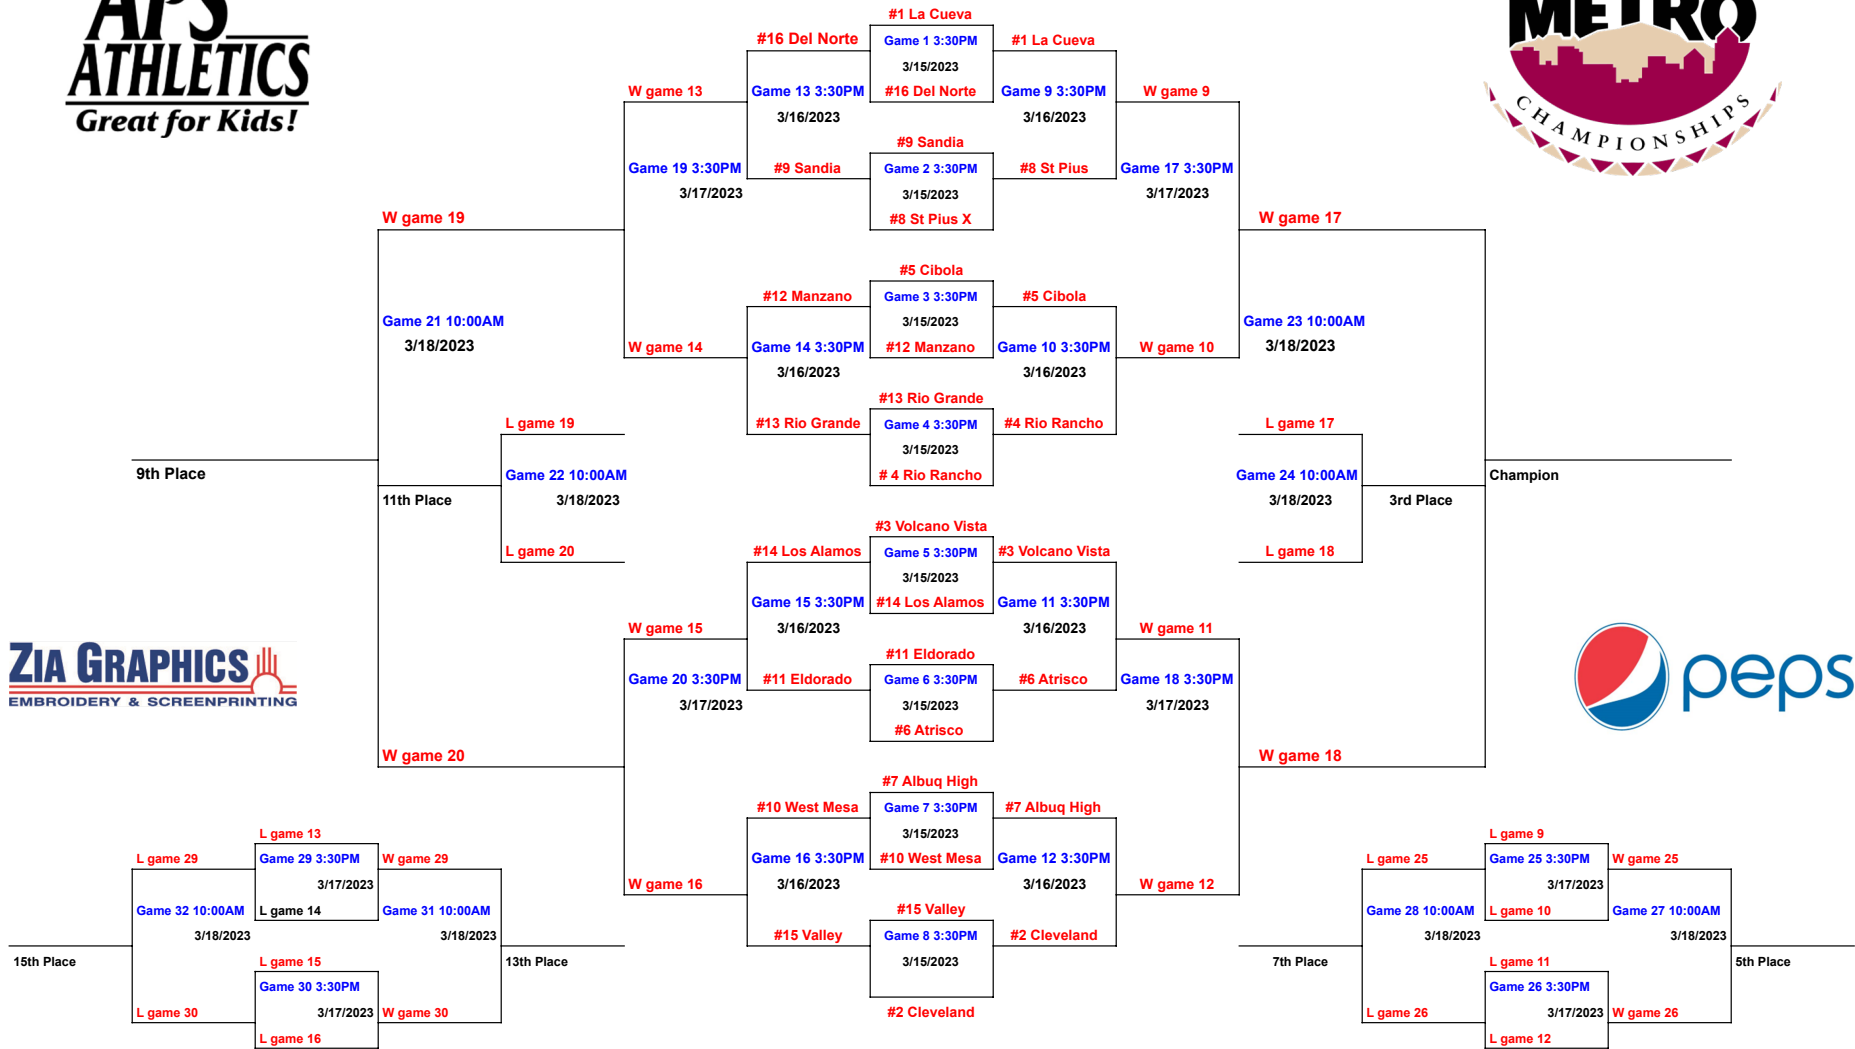 APS
ATHLETICS
Great for Kids!
METRO
CHAMPIONSHIPS
#1 La Cueva
#16 Del Norte
Game 1 3:30PM
#1 La Cueva
3/15/2023
W game 13
Game 13 3:30PM
#16 Del Norte
Game 9 3:30PM
W game 9
3/16/2023
3/16/2023
#9 Sandia
Game 19 3:30PM
#9 Sandia
Game 2 3:30PM
#8 St Pius
Game 17 3:30PM
3/17/2023
3/15/2023
3/17/2023
W game 19
#8 St Pius X
W game 17
#5 Cibola
#12 Manzano
Game 3 3:30PM
#5 Cibola
Game 21 10:00AM
3/15/2023
Game 23 10:00AM
3/18/2023
W game 14
Game 14 3:30PM
#12 Manzano
Game 10 3:30PM
W game 10
3/18/2023
3/16/2023
3/16/2023
#13 Rio Grande
L game 19
#13 Rio Grande
Game 4 3:30PM
#4 Rio Rancho
L game 17
3/15/2023
9th Place
Game 22 10:00AM
# 4 Rio Rancho
Game 24 10:00AM
Champion
11th Place
3/18/2023
3/18/2023
3rd Place
#3 Volcano Vista
L game 20
#14 Los Alamos
Game 5 3:30PM
#3 Volcano Vista
L game 18
3/15/2023
Game 15 3:30PM
#14 Los Alamos
Game 11 3:30PM
W game 15
3/16/2023
3/16/2023
W game 11
#11 Eldorado
ZIA GRAPHICS
EMBROIDERY & SCREENPRINTING
Game 20 3:30PM
#11 Eldorado
Game 6 3:30PM
#6 Atrisco
Game 18 3:30PM
peps
3/17/2023
3/15/2023
3/17/2023
#6 Atrisco
W game 20
W game 18
#7 Albuq High
#10 West Mesa
Game 7 3:30PM
#7 Albuq High
L game 13
3/15/2023
L game 9
L game 29
Game 29 3:30PM
W game 29
Game 16 3:30PM
#10 West Mesa
Game 12 3:30PM
L game 25
Game 25 3:30PM
W game 25
3/17/2023
W game 16
3/16/2023
3/16/2023
W game 12
3/17/2023
Game 32 10:00AM
L game 14
Game 31 10:00AM
#15 Valley
Game 28 10:00AM
L game 10
Game 27 10:00AM
3/18/2023
3/18/2023
#15 Valley
Game 8 3:30PM
#2 Cleveland
3/18/2023
3/18/2023
15th Place
L game 15
13th Place
3/15/2023
7th Place
L game 11
5th Place
Game 30 3:30PM
Game 26 3:30PM
L game 30
3/17/2023
W game 30
#2 Cleveland
L game 26
3/17/2023
W game 26
L game 16
L game 12